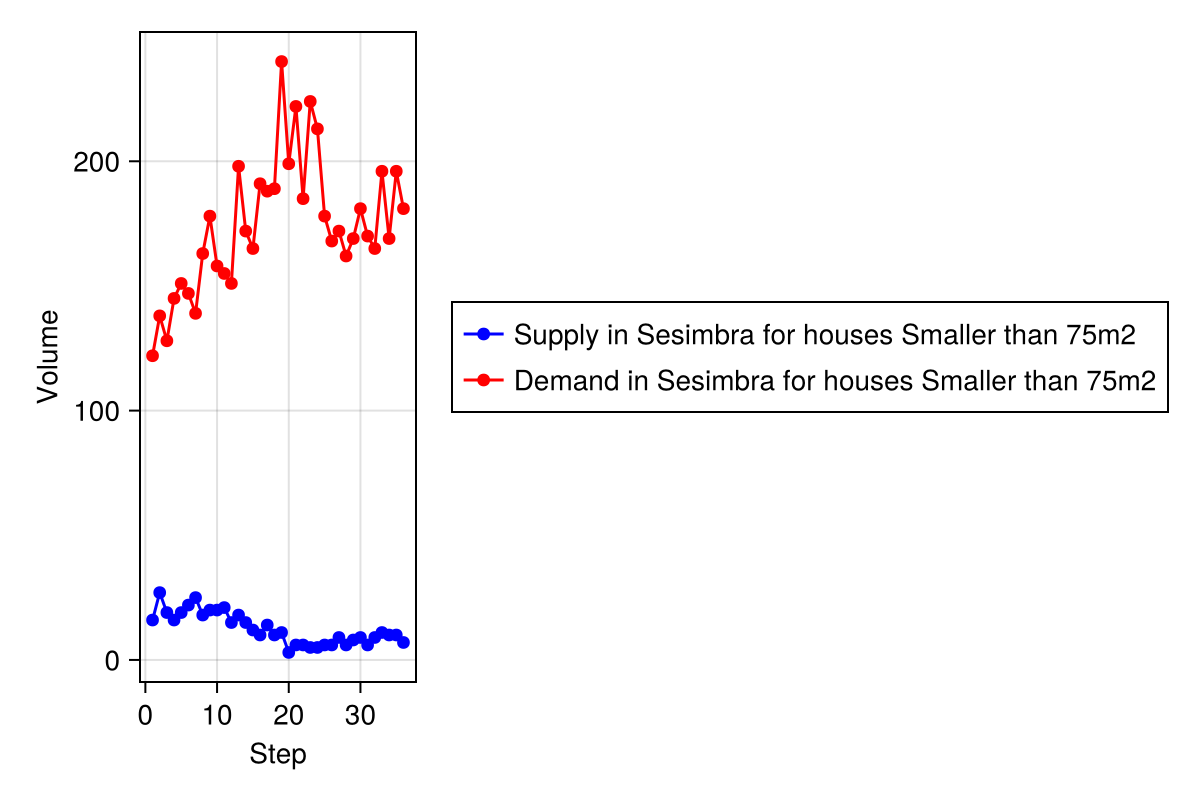 Volume
200
100
0
0 10 20 30
Step
Supply in Sesimbra for houses Smaller than 75m2
Demand in Sesimbra for houses Smaller than 75m2